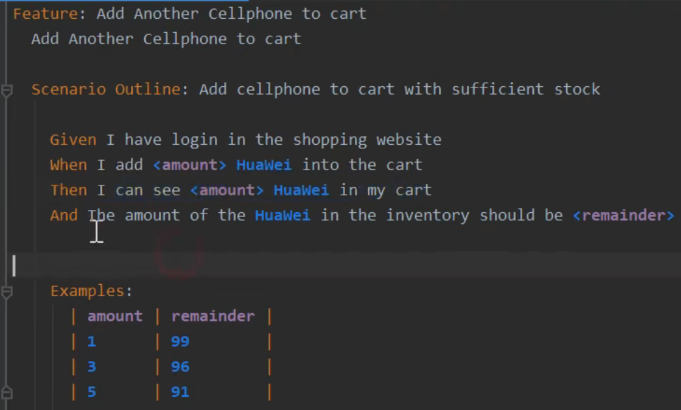 Feature: Add Another Cellphone to cart
Add Another Cellphone to cart
Scenario Outline: Add cellphone to cart with sufficient stock
Given I have login in the shopping website
When I add <amount> HuaWei into the cart
Then I can see <amount> HuaWei in my cart
And The amount of the HuaWei in the inventory should be <remainder>
Examples:
| amount | remainder |
| 1 | 99 |
| 3 | 96 |
| 5 | 91 |